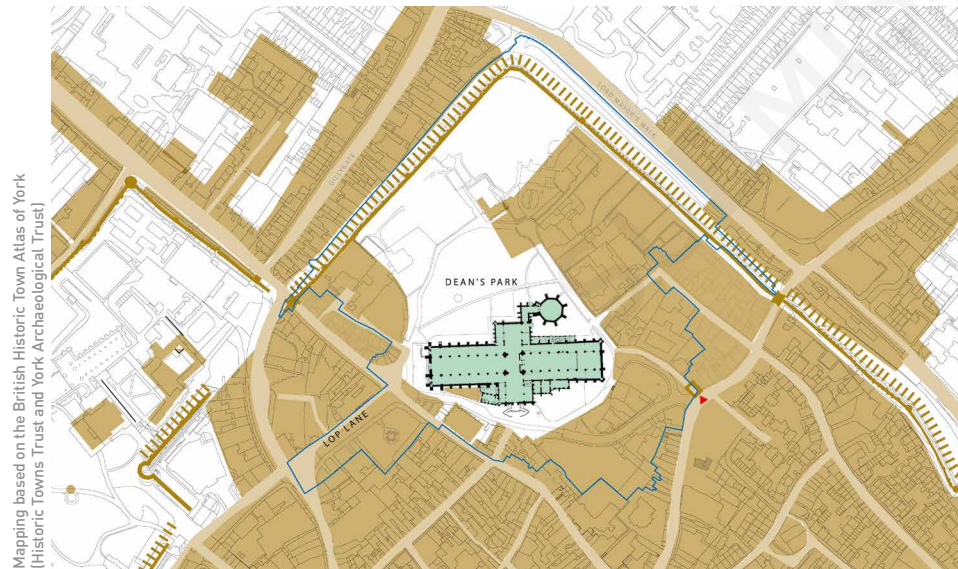 Mapping based on the British Historic Town Atlas of York
(Historic Towns Trust and York Archaeological Trust)
LORD MAYOR'S WALK
GILLYGATE
DEAN'S PARK
LOP LANE